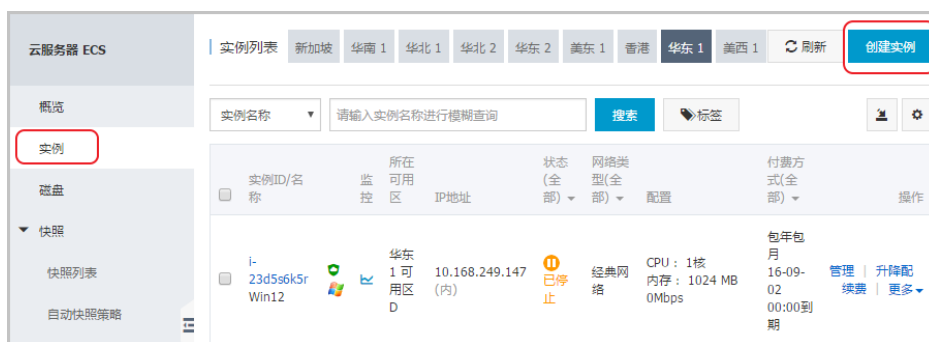 云服务器 ECS
实例列表 新加坡 华南 1 华北 1 华北 2 华东 2 美东 1 香港 华东 1 美西 1 刷新 创建实例
概览
实例名称 请输入实例名称进行模糊查询 搜索 标签
实例
磁盘
快照
快照列表
自动快照策略
实例ID/名
称
监
控
所在
可用
区
IP地址
状态
(全
部)
网络类
型(全
部)
配置
付费方
式(全
部)
操作
i-
23d5s6k5r
Win12
华东
1 可
用区
D
10.168.249.147
(内)
已停
止
经典网
络
CPU： 1核
内存： 1024 MB
0Mbps
包年包
月
16-09-
02
00:00到
期
管理 | 升降配
续费 | 更多